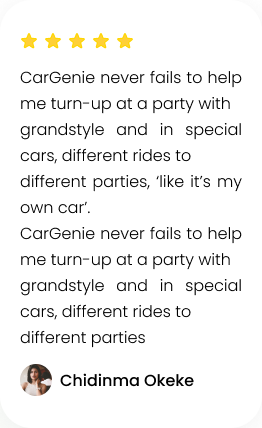 CarGenie never fails to help
me turn-up at a party with
grandstyle and in special
cars, different rides to
different parties, ‘like it’s my
own car’.
CarGenie never fails to help
me turn-up at a party with
grandstyle and in special
cars, different rides to
different parties
Chidinma Okeke